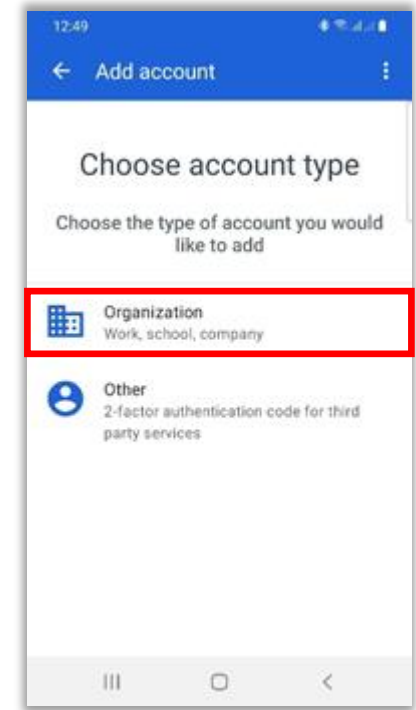 12:49
Add account
Choose account type
Choose the type of account you would
like to add
Organization
Work, school, company
Other
2-factor authentication code for third
party services